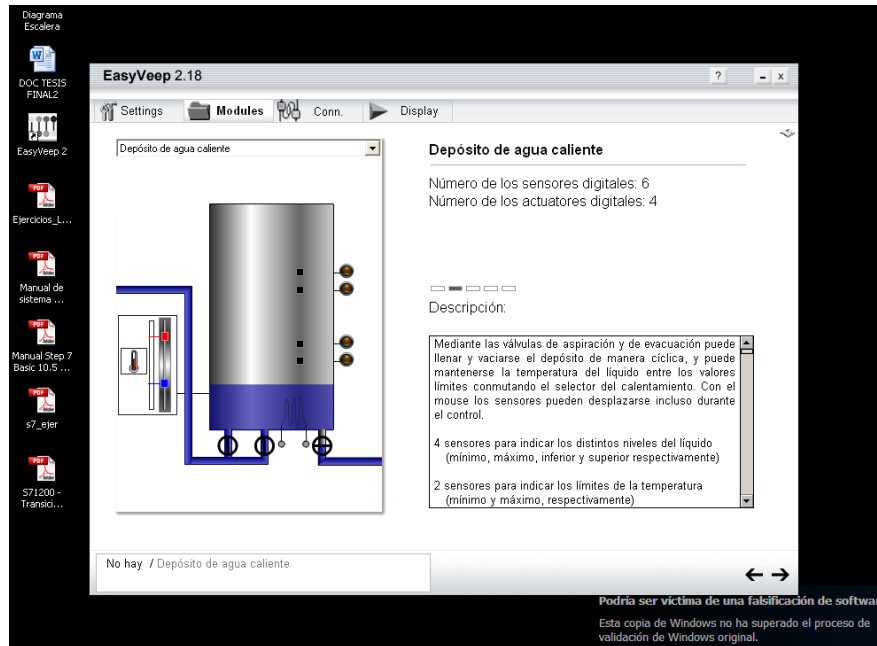 Diagrama
Escalera
DOC TESIS
FINAL2
EasyVeep 2
Ejercicios_L...
Manual de
sistema ...
Manual Step 7
Basic 10.5 ...
s7_ejer
S71200 -
Transici...
EasyVeep 2.18
? - x
Settings Modules Conn. Display
Depósito de agua caliente
Depósito de agua caliente
Número de los sensores digitales: 6
Número de los actuatores digitales: 4
Descripción:
Mediante las válvulas de aspiración y de evacuación puede
llenar y vaciarse el depósito de manera cíclica, y puede
mantenerse la temperatura del líquido entre los valores
límites conmutando el selector del calentamiento. Con el
mouse los sensores pueden desplazarse incluso durante
el control.
4 sensores para indicar los distintos niveles del líquido
(mínimo, máximo, inferior y superior respectivamente)
2 sensores para indicar los límites de la temperatura
(mínimo y máximo, respectivamente)
No hay / Depósito de agua caliente
Podría ser víctima de una falsificación de softwa
Esta copia de Windows no ha superado el proceso de
validación de Windows original.